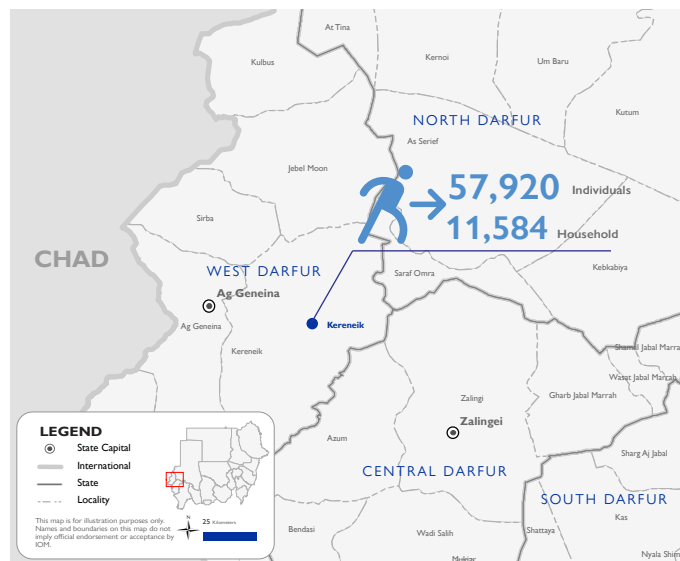 At Tina
Kulbus
Kernoi
Um Baru
Kutum
NORTH DARFUR
As Serief
Jebel Moon
57,920 Individuals
11,584 Household
Sirba
CHAD
WEST DARFUR
Saraf Omra
Kebkabiya
Ag Geneina
Ag Geneina
Kereneik
Kereneik
Shamal Jabal Marra
Wasat Jabal Marrah
Zalingi
Gharb Jabal Marrah
Zalingei
Azum
Sharg Aj Jabal
CENTRAL DARFUR
SOUTH DARFUR
Kas
Bendasi
Wadi Salih
Shattaya
Mukjar
Nyala Shim
LEGEND
State Capital
International
State
Locality
This map is for illustration purposes only.
Names and boundaries on this map do not
imply official endorsement or acceptance by
IOM.
N
25 Kilometers